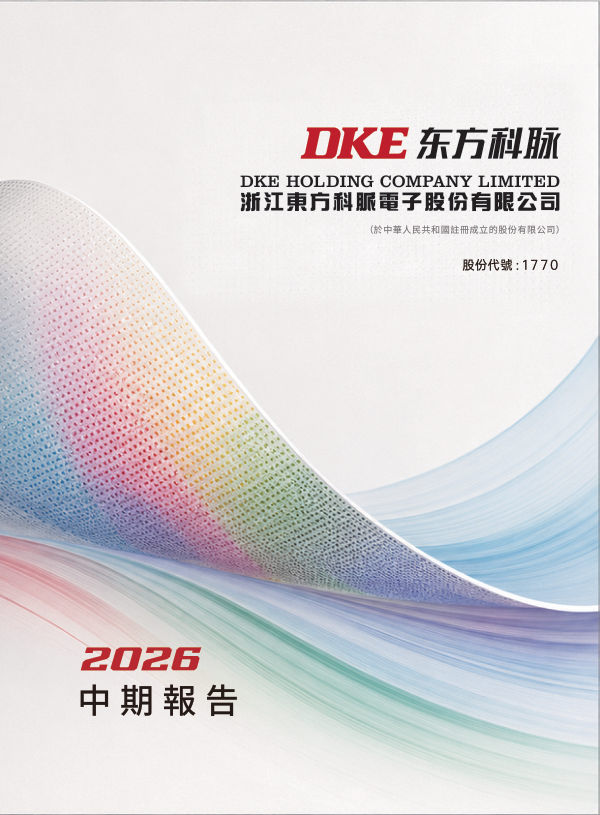 DKE 东方科脉
DKE HOLDING COMPANY LIMITED
浙江東方科脈電子股份有限公司
(於中華人民共和國註冊成立的股份有限公司)
股份代號:1770
2026
中期報告